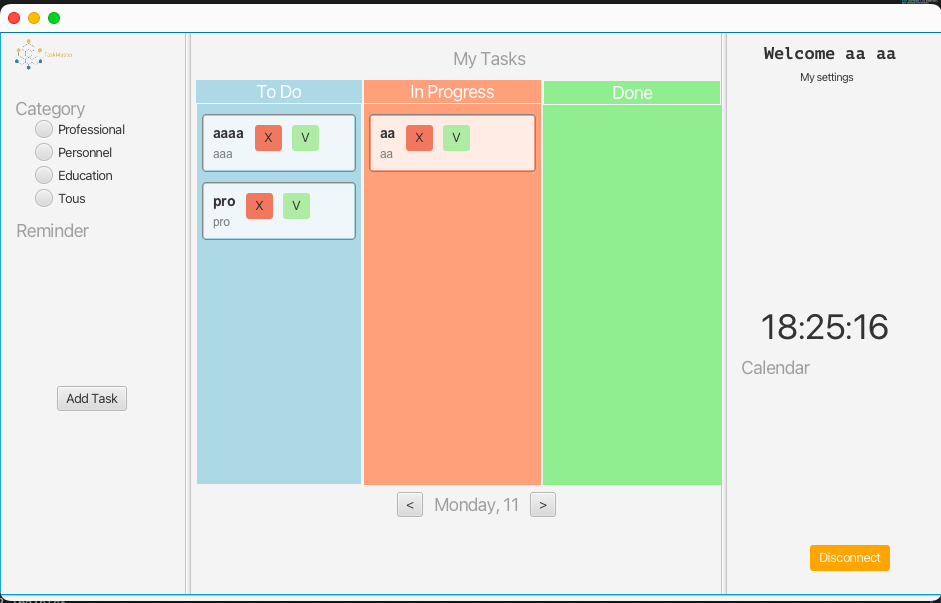 TaskMaster
Category
Professional
Personnel
Education
Tous
Reminder
Add Task
My Tasks
To Do
In Progress
Done
aaaa X V
aaa
pro X V
pro
aa X V
aa
< Monday, 11 >
Welcome aa aa
My settings
18:25:16
Calendar
Disconnect